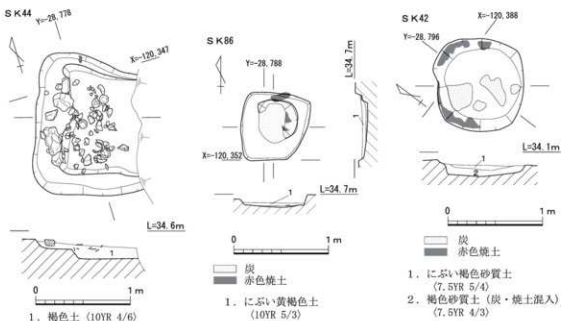 SK44
Y=-28,778
X=-120,347
L=34.6m
1
0 1m
1. 褐色土 (10YR 4/6)
SK86
Y=-28,788
L=34.7m
1
X=-120,352
L=34.7m
1
0 1m
炭
赤色焼土
1. にぶい黄褐色土
(10YR 5/3)
SK42
X=-120,388
Y=-28,796
L=34.1m
1
2
0 1m
炭
赤色焼土
1. にぶい褐色砂質土
(7.5YR 5/4)
2. 褐色砂質土 (炭・焼土混入)
(7.5YR 4/3)